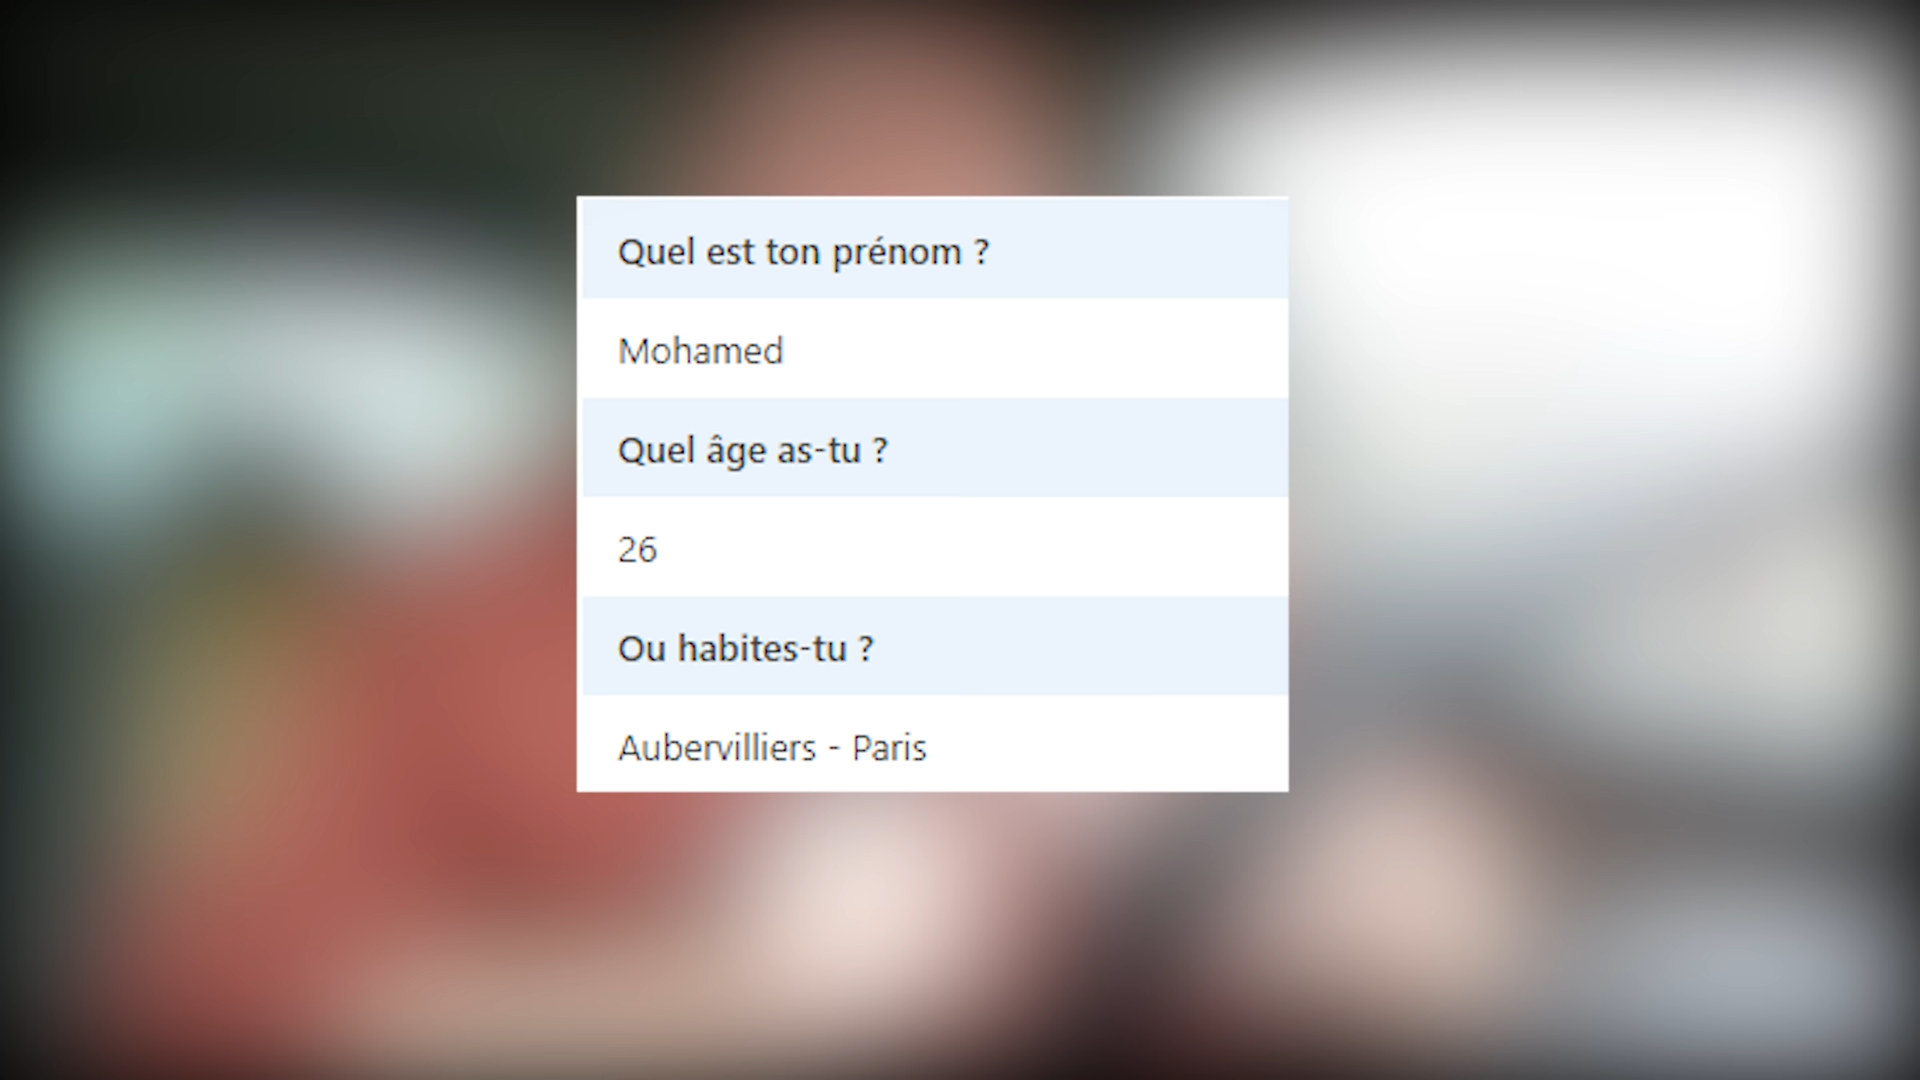 Quel est ton prénom ?
Mohamed
Quel âge as-tu ?
26
Ou habites-tu ?
Aubervilliers - Paris